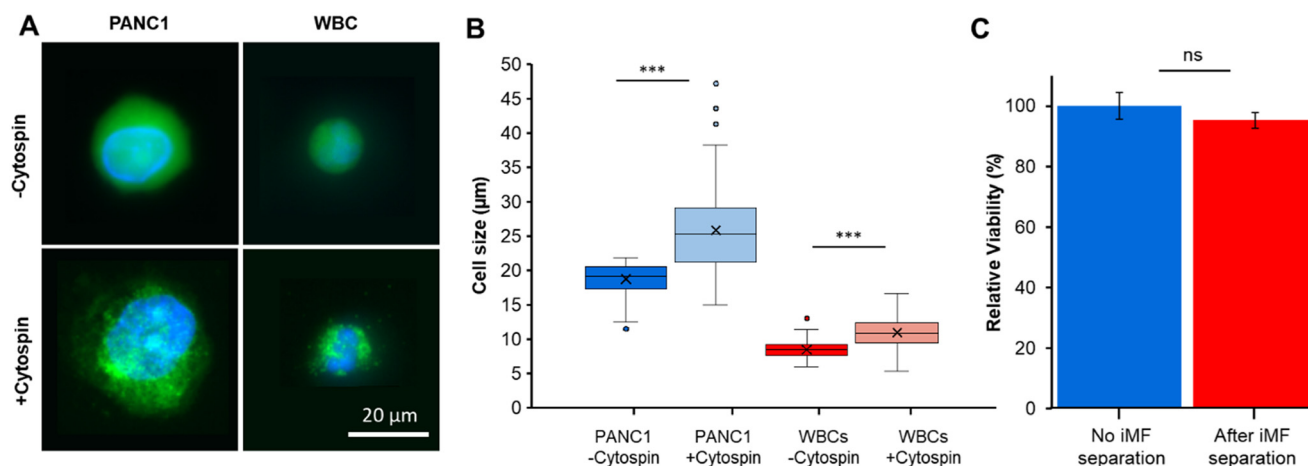 A
PANC1
WBC
-Cytospin
+Cytospin
20 µm
B
Cell size (µm)
50
45
40
35
30
25
20
15
10
5
0
***
***
PANC1
-Cytospin
PANC1
+Cytospin
WBCs
-Cytospin
WBCs
+Cytospin
C
Relative Viability (%)
100
80
60
40
20
0
ns
No iMF
separation
After iMF
separation